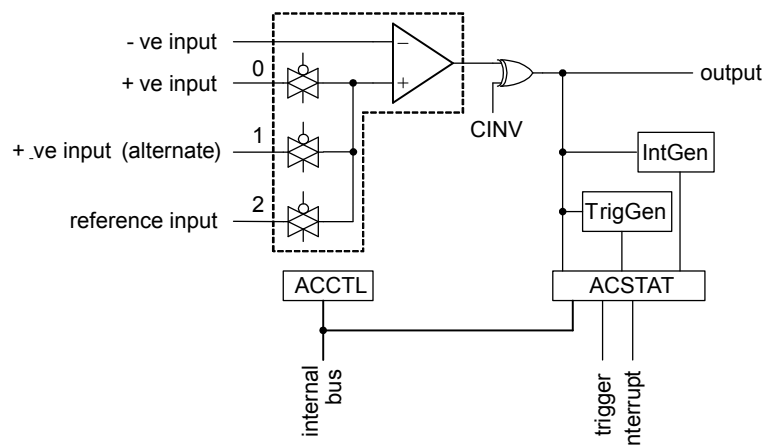 - ve input
−
0
+ ve input
+
output
CINV
1
+ -ve input (alternate)
IntGen
2
reference input
TrigGen
ACCTL
ACSTAT
internal
bus
trigger
nterrupt